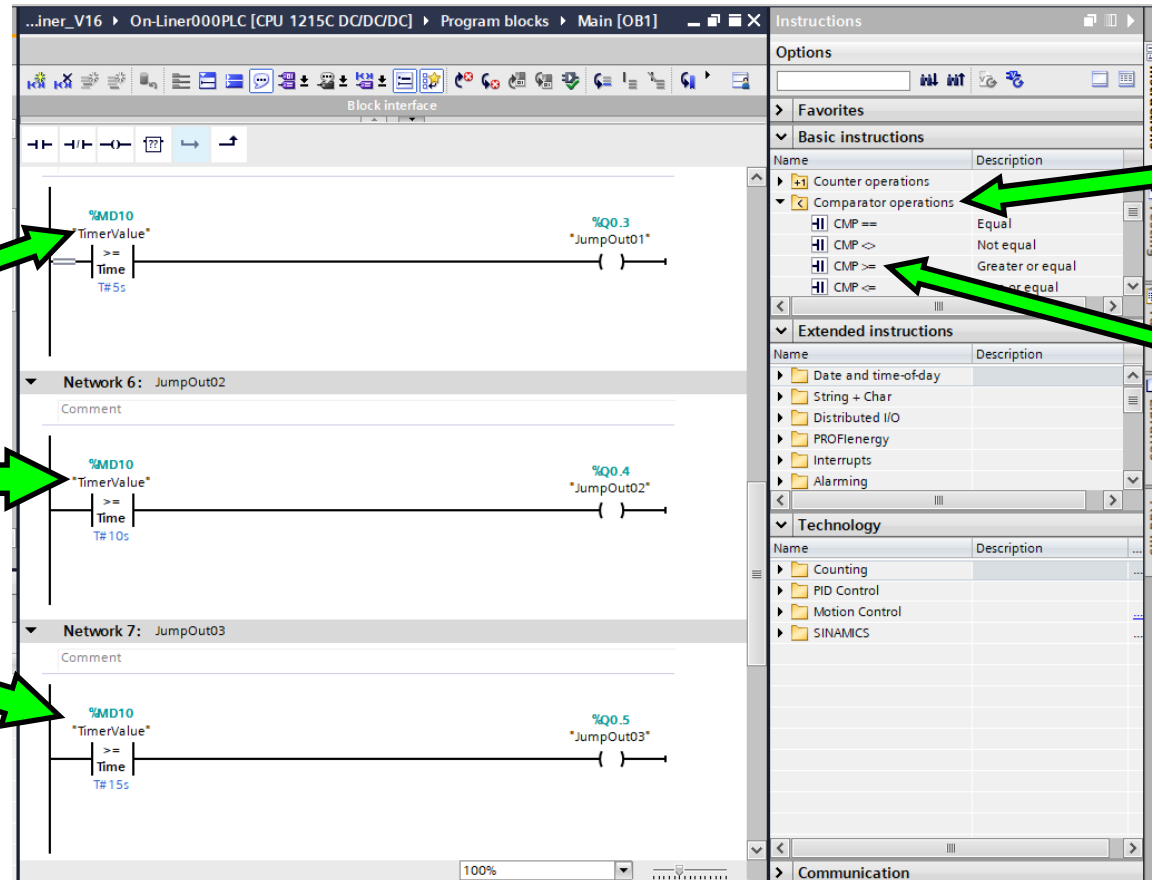 ...iner_V16 ▸ On-Liner000PLC [CPU 1215C DC/DC/DC] ▸ Program blocks ▸ Main [OB1]
Block interface
%MD10
"TimerValue"
>=
Time
T#5s
%Q0.3
"JumpOut01"
Network 6: JumpOut02
Comment
%MD10
"TimerValue"
>=
Time
T#10s
%Q0.4
"JumpOut02"
Network 7: JumpOut03
Comment
%MD10
"TimerValue"
>=
Time
T#15s
%Q0.5
"JumpOut03"
100%
Instructions
Options
Favorites
Basic instructions
Name Description
Counter operations
Comparator operations
CMP == Equal
CMP <> Not equal
CMP >= Greater or equal
CMP <= or equal
Extended instructions
Name Description
Date and time-of-day
String + Char
Distributed I/O
PROFIenergy
Interrupts
Alarming
Technology
Name Description ...
Counting ...
PID Control
Motion Control ...
SINAMICS ...
Communication